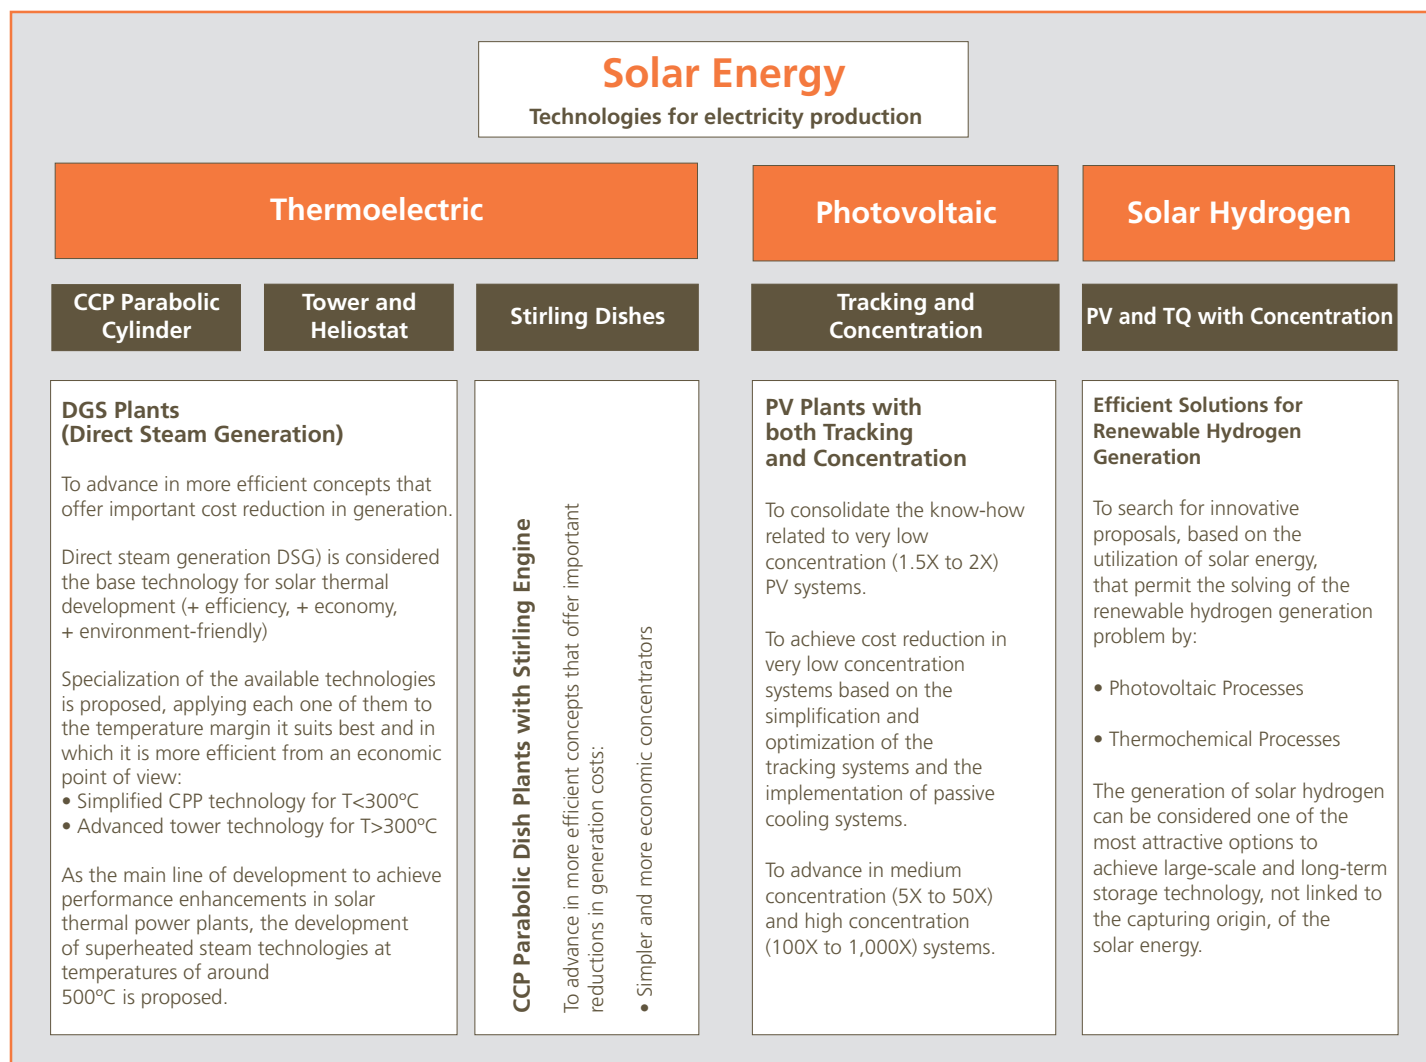 Solar Energy
Technologies for electricity production
Thermoelectric
Photovoltaic
Solar Hydrogen
CCP Parabolic
Cylinder
Tower and
Heliostat
Stirling Dishes
Tracking and
Concentration
PV and TQ with Concentration
DGS Plants
(Direct Steam Generation)
To advance in more efficient concepts that
offer important cost reduction in generation.
Direct steam generation DSG) is considered
the base technology for solar thermal
development (+ efficiency, + economy,
+ environment-friendly)
Specialization of the available technologies
is proposed, applying each one of them to
the temperature margin it suits best and in
which it is more efficient from an economic
point of view:
• Simplified CPP technology for T<300ºC
• Advanced tower technology for T>300ºC
As the main line of development to achieve
performance enhancements in solar
thermal power plants, the development
of superheated steam technologies at
temperatures of around
500ºC is proposed.
CCP Parabolic Dish Plants with Stirling Engine
To advance in more efficient concepts that offer important
reductions in generation costs:
• Simpler and more economic concentrators
PV Plants with
both Tracking
and Concentration
To consolidate the know-how
related to very low
concentration (1.5X to 2X)
PV systems.
To achieve cost reduction in
very low concentration
systems based on the
simplification and
optimization of the
tracking systems and the
implementation of passive
cooling systems.
To advance in medium
concentration (5X to 50X)
and high concentration
(100X to 1,000X) systems.
Efficient Solutions for
Renewable Hydrogen
Generation
To search for innovative
proposals, based on the
utilization of solar energy,
that permit the solving of the
renewable hydrogen generation
problem by:
• Photovoltaic Processes
• Thermochemical Processes
The generation of solar hydrogen
can be considered one of the
most attractive options to
achieve large-scale and long-term
storage technology, not linked to
the capturing origin, of the
solar energy.